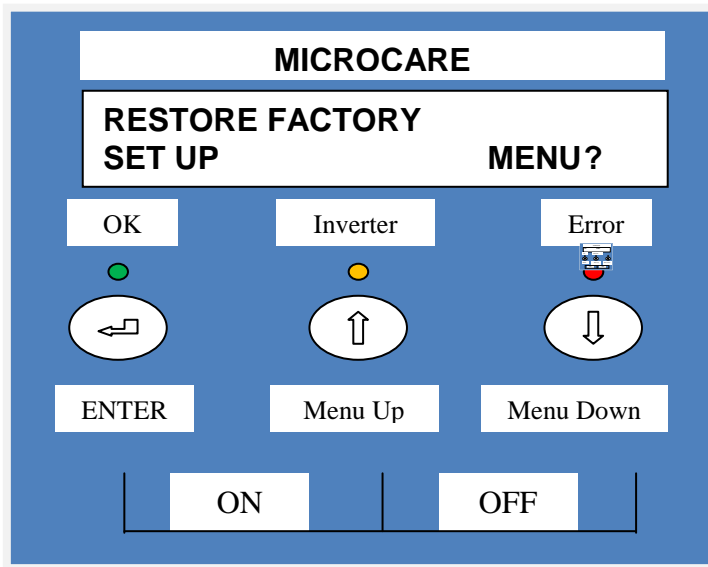 MICROCARE
RESTORE FACTORY
SET UP MENU?
OK Inverter Error
ENTER Menu Up Menu Down
ON OFF